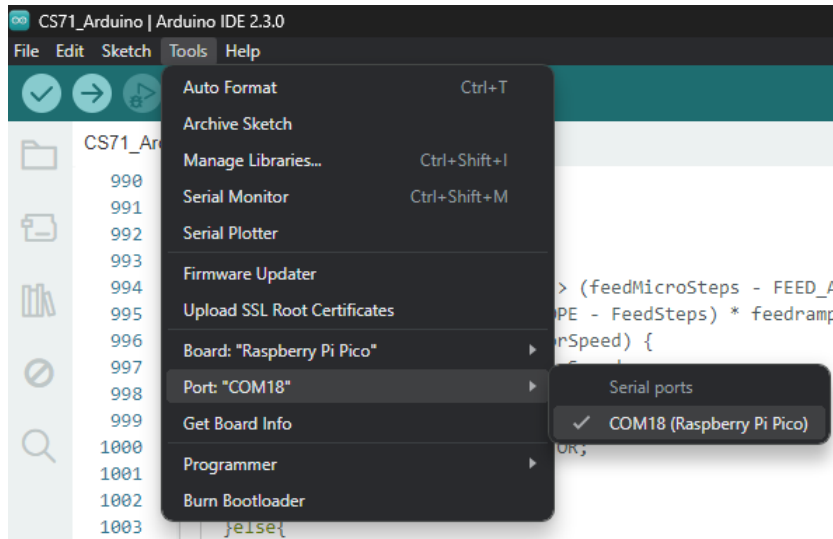 CS71_Arduino | Arduino IDE 2.3.0
File Edit Sketch Tools Help
Auto Format Ctrl+T
Archive Sketch
CS71_Ar
Manage Libraries... Ctrl+Shift+I
990
Serial Monitor Ctrl+Shift+M
991
992 Serial Plotter
993
Firmware Updater
994 > (feedMicroSteps - FEED_A
995 Upload SSL Root Certificates PE - FeedSteps) * feedramp
996 Board: "Raspberry Pi Pico" rSpeed) {
997
Port: "COM18" Serial ports
998
999 Get Board Info COM18 (Raspberry Pi Pico)
1000 OR;
Programmer
1001
1002 Burn Bootloader
1003 }else{